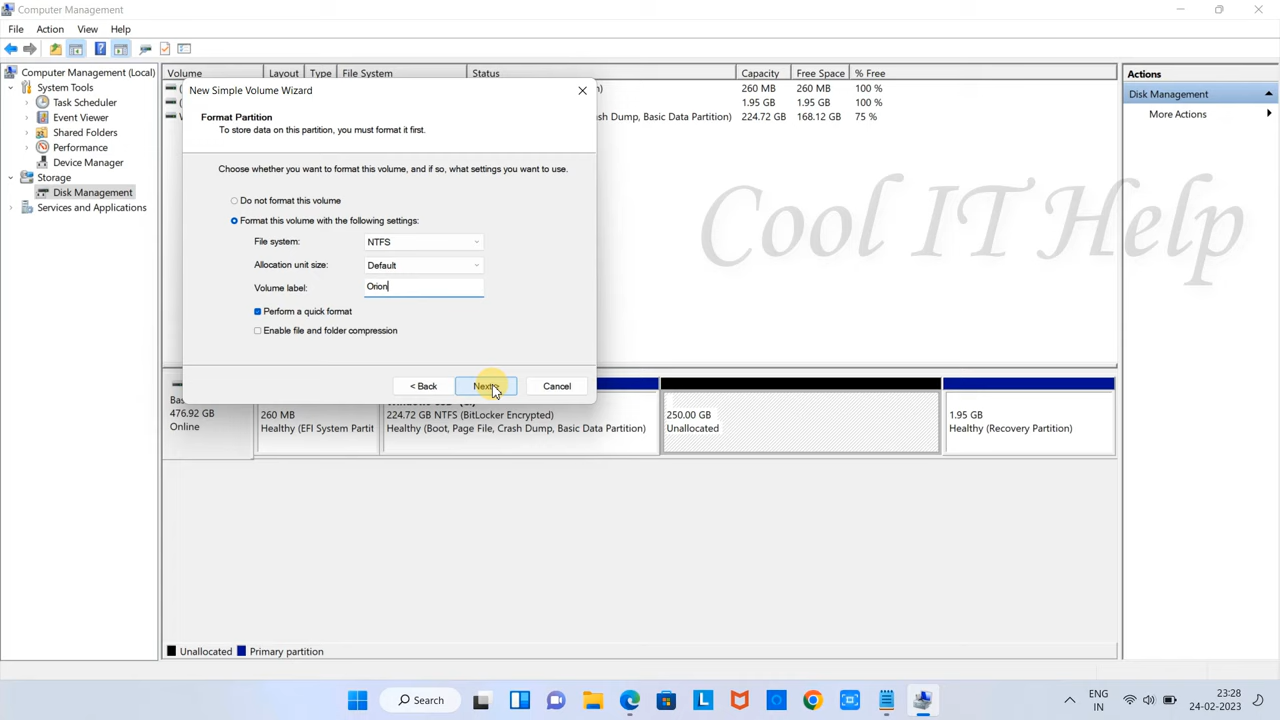 Computer Management
File Action View Help
Computer Management (Local)
System Tools
Task Scheduler
Event Viewer
Shared Folders
Performance
Device Manager
Storage
Disk Management
Services and Applications
Volume Layout Type File System Status Capacity Free Space % Free
260 MB 260 MB 100 %
1.95 GB 1.95 GB 100 %
sh Dump, Basic Data Partition) 224.72 GB 168.12 GB 75 %
New Simple Volume Wizard
Format Partition
To store data on this partition, you must format it first.
Choose whether you want to format this volume, and if so, what settings you want to use.
Do not format this volume
Format this volume with the following settings:
File system: NTFS
Allocation unit size: Default
Volume label: Orion
Perform a quick format
Enable file and folder compression
< Back Next > Cancel
Actions
Disk Management
More Actions
Cool IT Help
Bas
476.92 GB
Online
260 MB
Healthy (EFI System Partit
224.72 GB NTFS (BitLocker Encrypted)
Healthy (Boot, Page File, Crash Dump, Basic Data Partition)
250.00 GB
Unallocated
1.95 GB
Healthy (Recovery Partition)
Unallocated Primary partition
Search
ENG
IN
23:28
24-02-2023